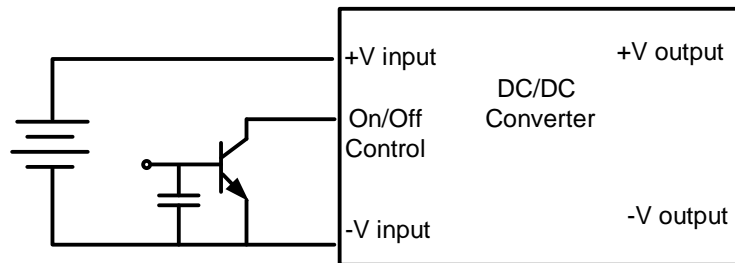 +V input
+V output
DC/DC
Converter
On/Off
Control
-V input
-V output